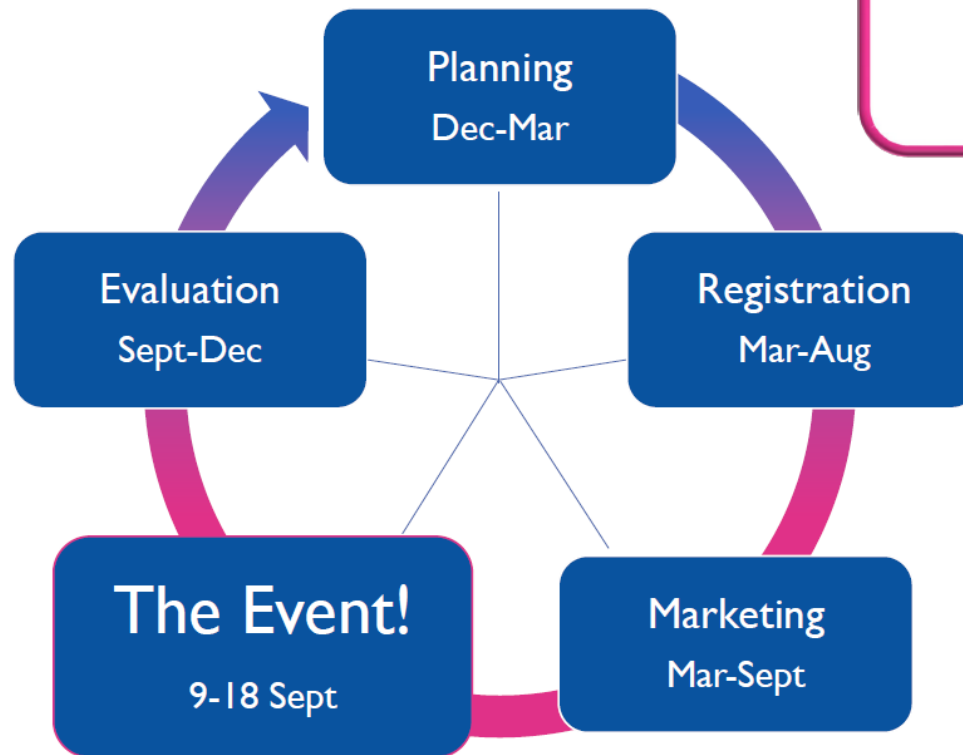 Planning
Dec-Mar
Registration
Mar-Aug
Marketing
Mar-Sept
The Event!
9-18 Sept
Evaluation
Sept-Dec